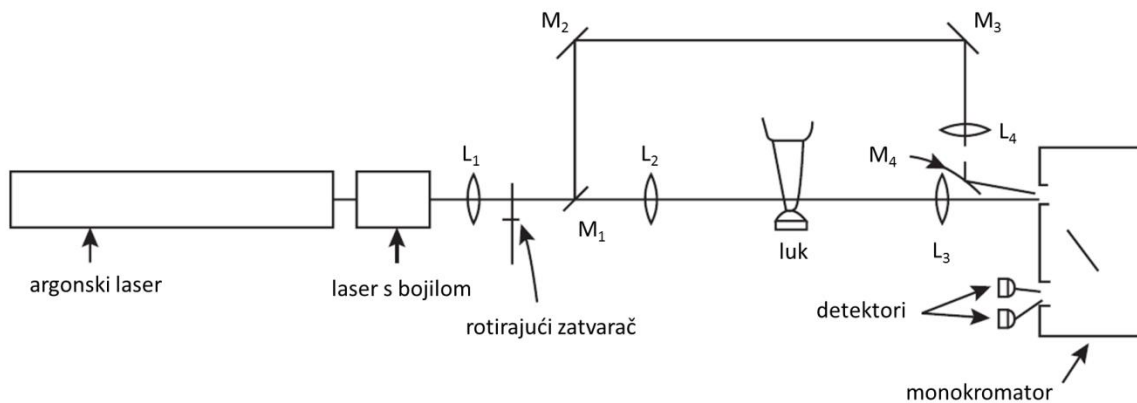 M₂
M₃
L₁
L₂
L₄
M₄
M₁
luk
L₃
argonski laser
laser s bojilom
rotirajući zatvarač
detektori
monokromator